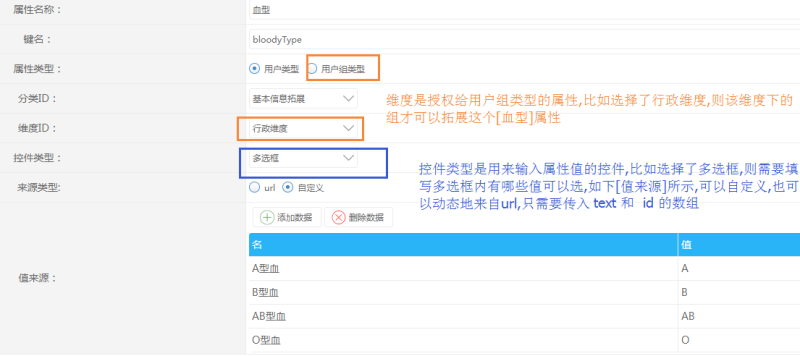 属性名称： 血型
键名： bloodyType
属性类型： 用户类型 用户组类型
分类ID： 基本信息拓展
维度是授权给用户组类型的属性,比如选择了行政维度,则该维度下的
组才可以拓展这个[血型]属性
维度ID： 行政维度
控件类型： 多选框
控件类型是用来输入属性值的控件,比如选择了多选框,则需要填
写多选框内有哪些值可以选,如下[值来源]所示,可以自定义,也可
以动态地来自url,只需要传入 text 和 id 的数组
来源类型: url 自定义
添加数据 删除数据
值来源：
名 值
A型血 A
B型血 B
AB型血 AB
O型血 O